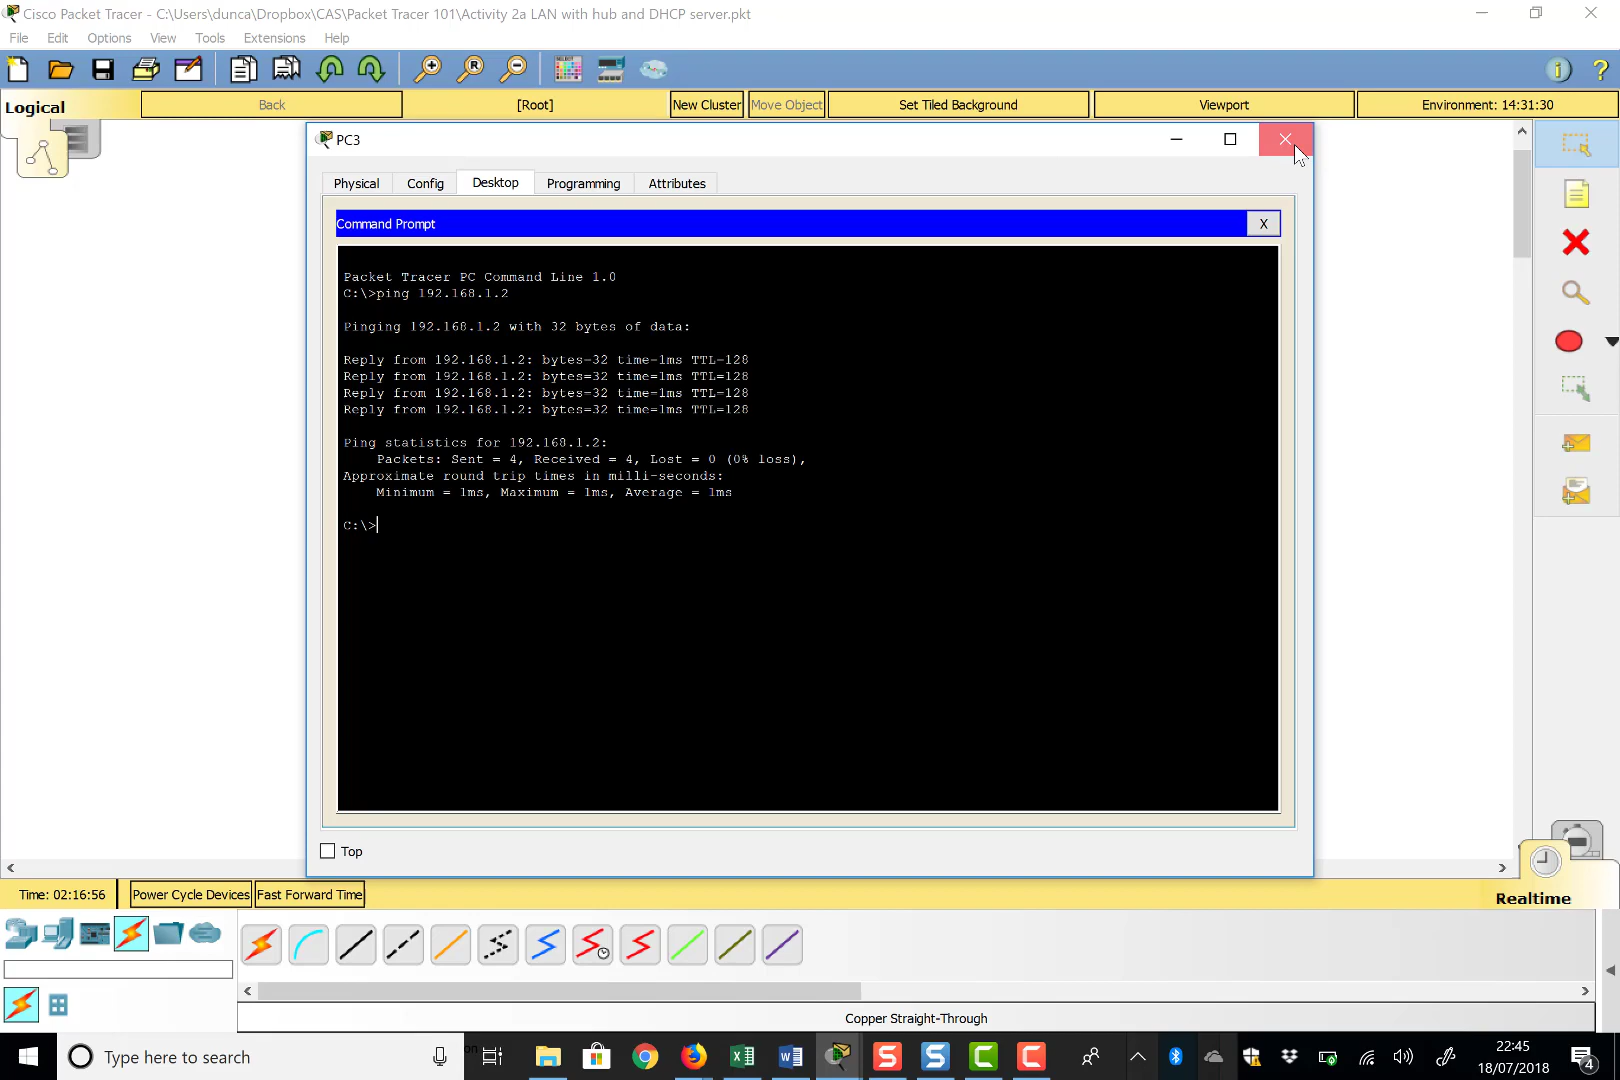 Cisco Packet Tracer - C:\Users\dunca\Dropbox\CAS\Packet Tracer 101\Activity 2a LAN with hub and DHCP server.pkt
File Edit Options View Tools Extensions Help
Logical Back [Root] New Cluster Move Object Set Tiled Background Viewport Environment: 14:31:30
PC3
Physical Config Desktop Programming Attributes
Command Prompt X
Packet Tracer PC Command Line 1.0
C:\>ping 192.168.1.2
Pinging 192.168.1.2 with 32 bytes of data:
Reply from 192.168.1.2: bytes=32 time=1ms TTL=128
Reply from 192.168.1.2: bytes=32 time=1ms TTL=128
Reply from 192.168.1.2: bytes=32 time=1ms TTL=128
Reply from 192.168.1.2: bytes=32 time=1ms TTL=128
Ping statistics for 192.168.1.2:
Packets: Sent = 4, Received = 4, Lost = 0 (0% loss),
Approximate round trip times in milli-seconds:
Minimum = 1ms, Maximum = 1ms, Average = 1ms
C:\>
Top
Time: 02:16:56 Power Cycle Devices Fast Forward Time Realtime
Copper Straight-Through
Type here to search
22:45
18/07/2018
4